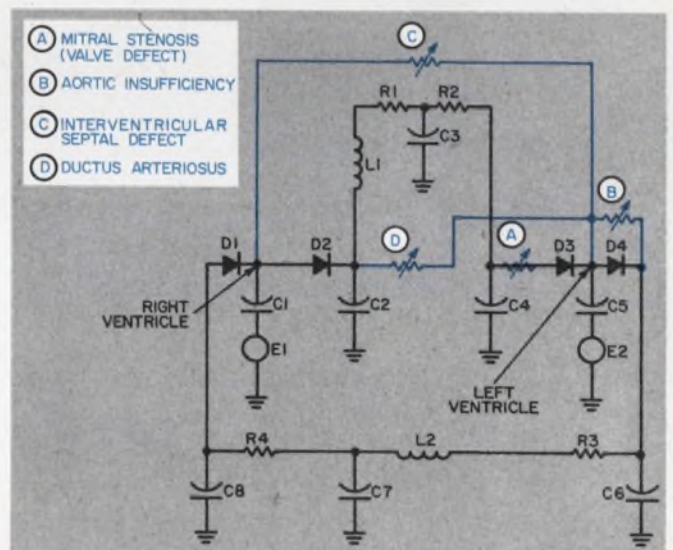 A MITRAL STENOSIS
(VALVE DEFECT)
B AORTIC INSUFFICIENCY
C INTERVENTRICULAR
SEPTAL DEFECT
D DUCTUS ARTERIOSUS
C
R1 R2
C3
L1
B
D1 D2 D A D3 D4
RIGHT
VENTRICLE
C1 C2 C4 C5
E1 E2
LEFT
VENTRICLE
R4 L2 R3
C8 C7 C6